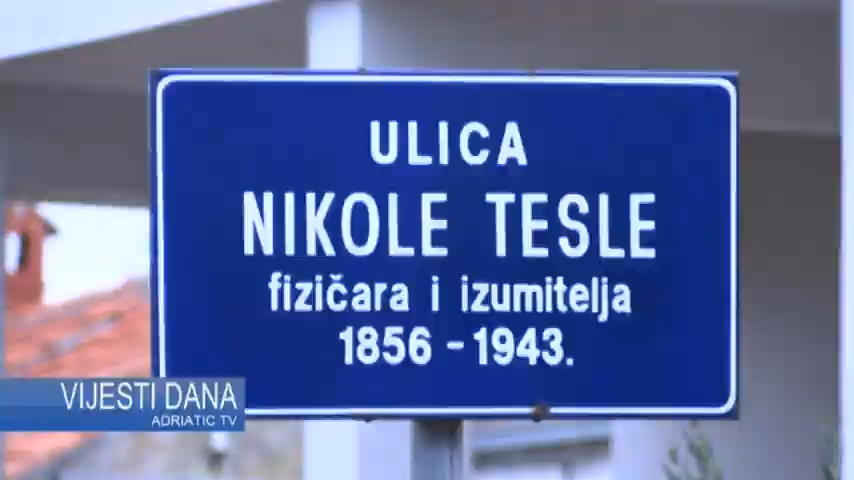 ULICA
NIKOLE TESLE
fizičara i izumitelja
1856 - 1943.
VIJESTI DANA
ADRIATIC TV